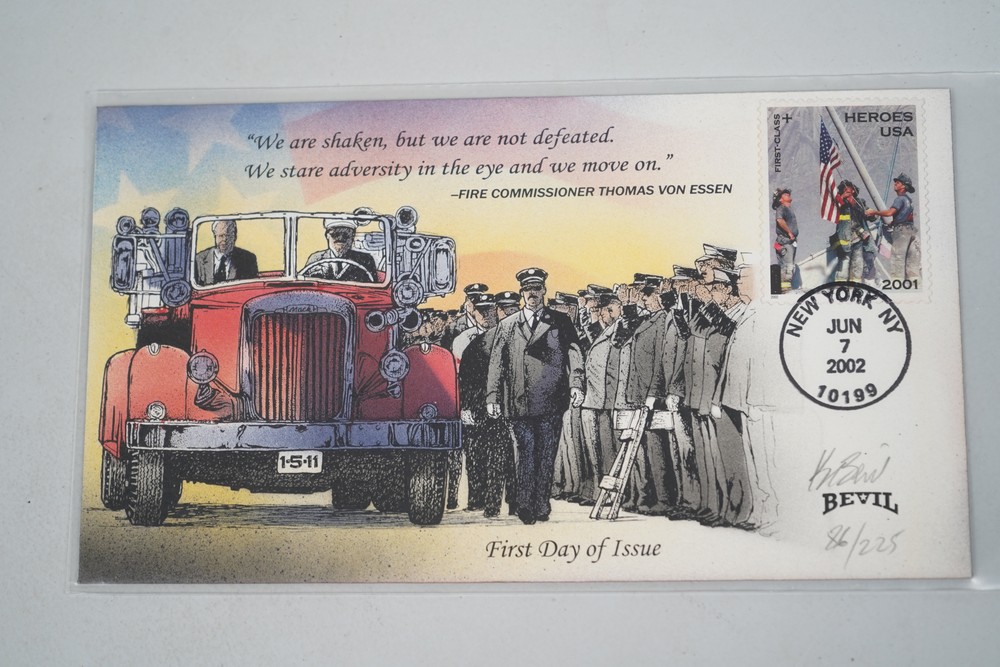 “We are shaken, but we are not defeated.
We stare adversity in the eye and we move on.”
–FIRE COMMISSIONER THOMAS VON ESSEN
FIRST-CLASS +
HEROES
USA
2001
NEW YORK NY
JUN
7
2002
10199
MACK
1•5•11
BEVIL
86/225
First Day of Issue